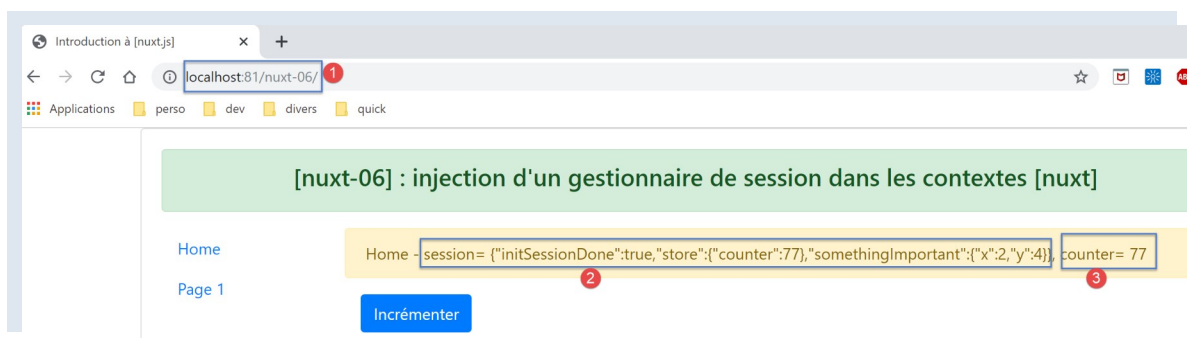 Introduction à [nuxt.js]
localhost:81/nuxt-06/ 1
Applications perso dev divers quick
[nuxt-06] : injection d'un gestionnaire de session dans les contextes [nuxt]
Home
Home - session= {"initSessionDone":true,"store":{"counter":77},"somethingImportant":{"x":2,"y":4}}, counter= 77
2 3
Page 1
Incrémenter